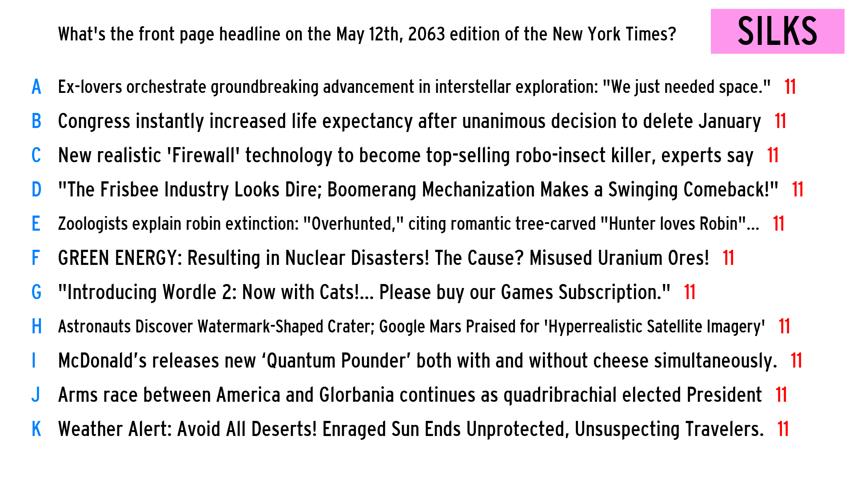 What's the front page headline on the May 12th, 2063 edition of the New York Times?
SILKS
A Ex-lovers orchestrate groundbreaking advancement in interstellar exploration: "We just needed space." 11
B Congress instantly increased life expectancy after unanimous decision to delete January 11
C New realistic 'Firewall' technology to become top-selling robo-insect killer, experts say 11
D "The Frisbee Industry Looks Dire; Boomerang Mechanization Makes a Swinging Comeback!" 11
E Zoologists explain robin extinction: "Overhunted," citing romantic tree-carved "Hunter loves Robin"... 11
F GREEN ENERGY: Resulting in Nuclear Disasters! The Cause? Misused Uranium Ores! 11
G "Introducing Wordle 2: Now with Cats!... Please buy our Games Subscription." 11
H Astronauts Discover Watermark-Shaped Crater; Google Mars Praised for 'Hyperrealistic Satellite Imagery' 11
I McDonald’s releases new ‘Quantum Pounder’ both with and without cheese simultaneously. 11
J Arms race between America and Glorbania continues as quadribrachial elected President 11
K Weather Alert: Avoid All Deserts! Enraged Sun Ends Unprotected, Unsuspecting Travelers. 11